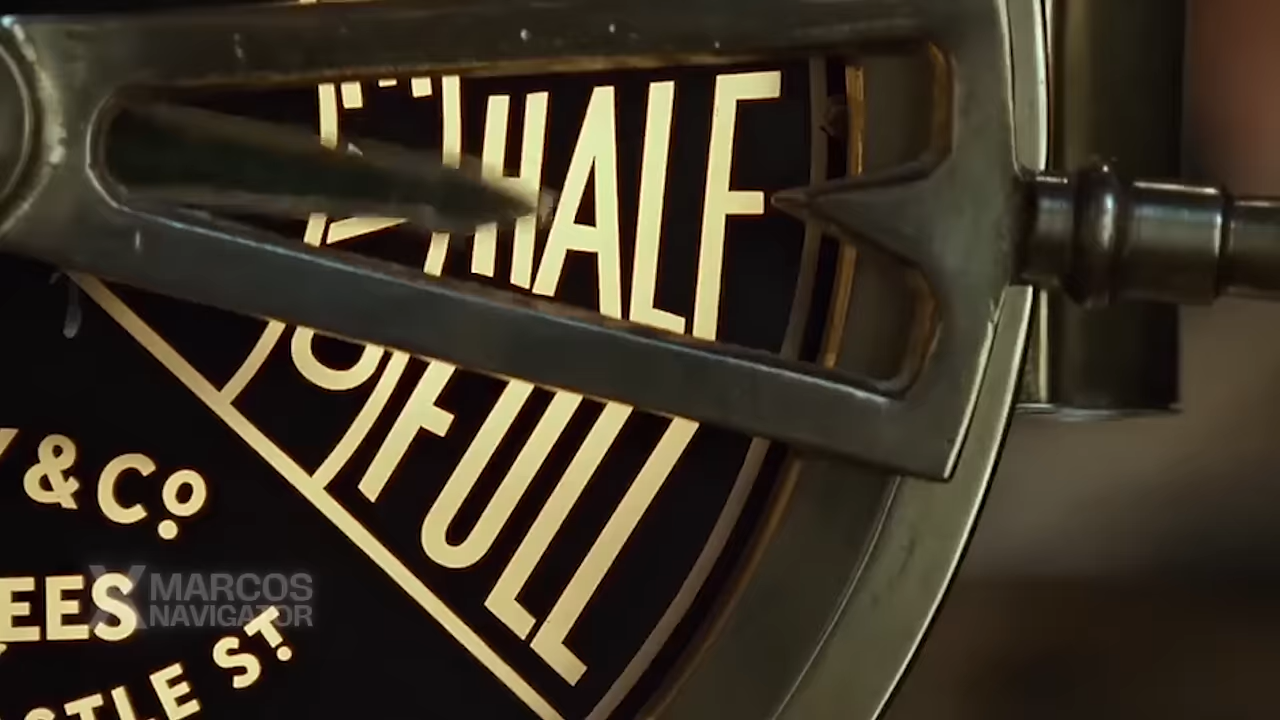 HALF
FULL
& Cº
EES
STLE ST.
MARCOS
NAVIGATOR